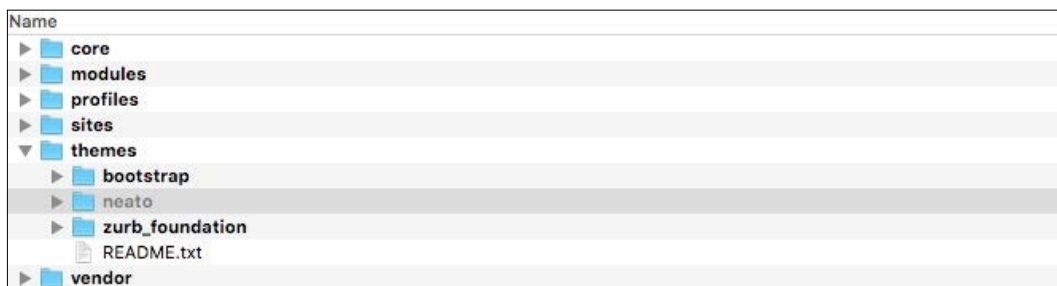 Name
core
modules
profiles
sites
themes
bootstrap
neato
zurb_foundation
README.txt
vendor